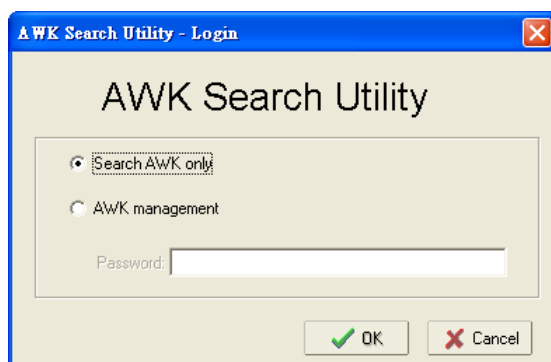 AWK Search Utility - Login
AWK Search Utility
Search AWK only
AWK management
Password:
OK
Cancel